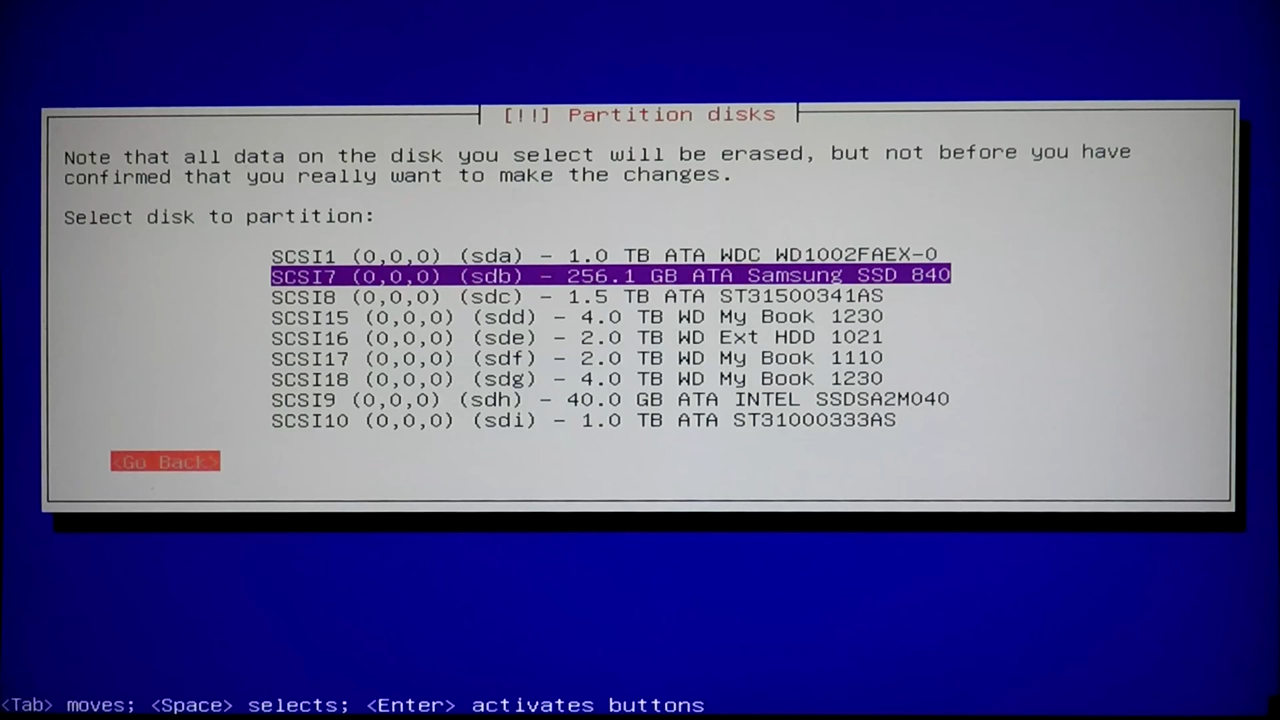 [!!] Partition disks
Note that all data on the disk you select will be erased, but not before you have
confirmed that you really want to make the changes.
Select disk to partition:
SCSI1 (0,0,0) (sda) - 1.0 TB ATA WDC WD1002FAEX-0
SCSI7 (0,0,0) (sdb) - 256.1 GB ATA Samsung SSD 840
SCSI8 (0,0,0) (sdc) - 1.5 TB ATA ST31500341AS
SCSI15 (0,0,0) (sdd) - 4.0 TB WD My Book 1230
SCSI16 (0,0,0) (sde) - 2.0 TB WD Ext HDD 1021
SCSI17 (0,0,0) (sdf) - 2.0 TB WD My Book 1110
SCSI18 (0,0,0) (sdg) - 4.0 TB WD My Book 1230
SCSI9 (0,0,0) (sdh) - 40.0 GB ATA INTEL SSDSA2M040
SCSI10 (0,0,0) (sdi) - 1.0 TB ATA ST31000333AS
<Go Back>
<Tab> moves; <Space> selects; <Enter> activates buttons